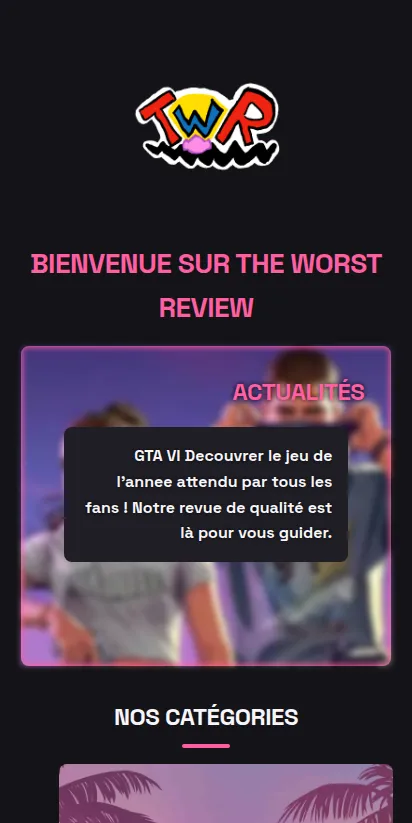 TWR
BIENVENUE SUR THE WORST
REVIEW
ACTUALITÉS
GTA VI Decouvrer le jeu de
l'annee attendu par tous les
fans ! Notre revue de qualité est
là pour vous guider.
NOS CATÉGORIES